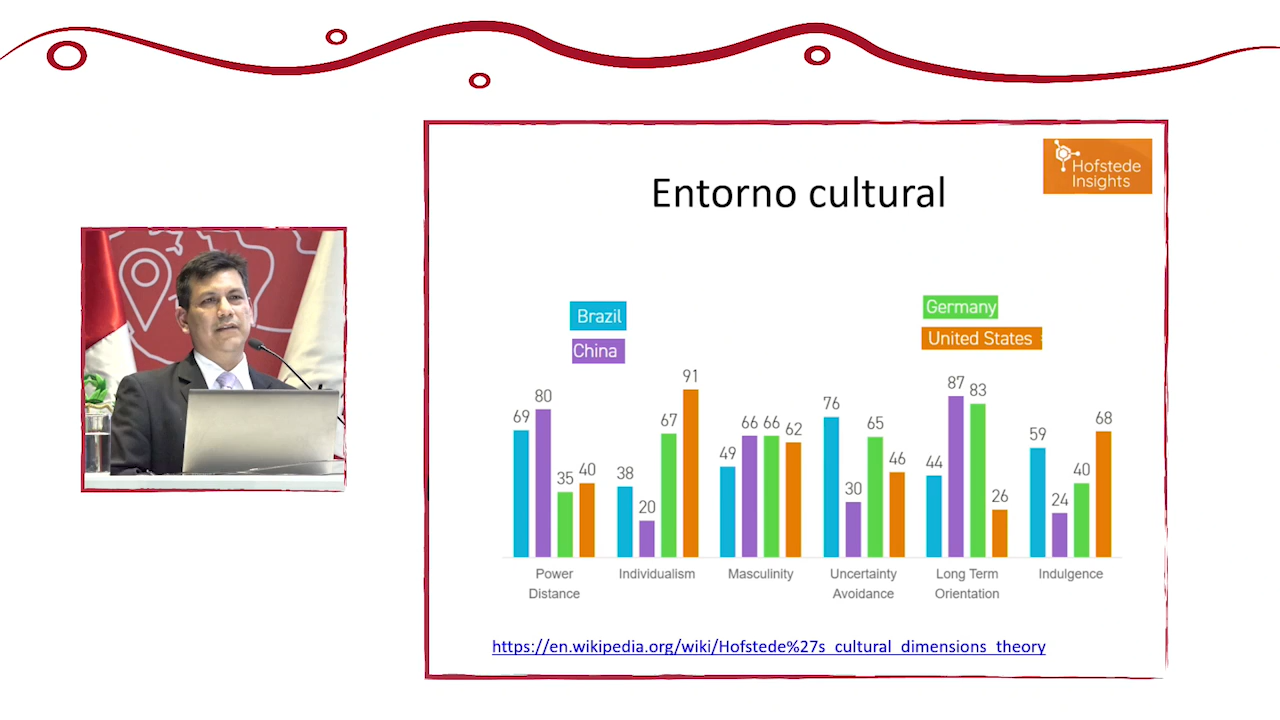 Hofstede
Insights
Entorno cultural
Brazil
China
Germany
United States
69
80
35
40
38
20
67
91
49
66
66
62
76
30
65
46
44
87
83
26
59
24
40
68
Power
Distance
Individualism
Masculinity
Uncertainty
Avoidance
Long Term
Orientation
Indulgence
https://en.wikipedia.org/wiki/Hofstede%27s_cultural_dimensions_theory